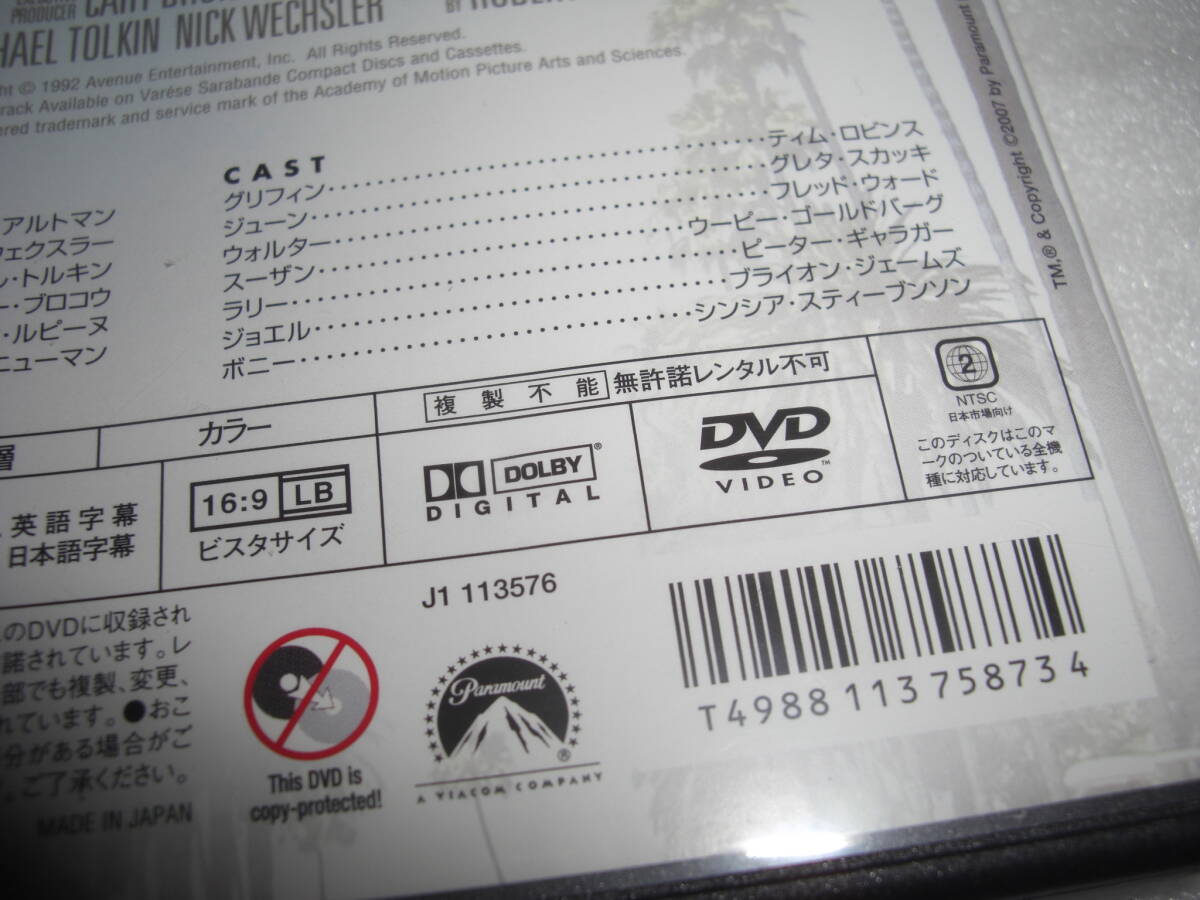 PRODUCER
HAEL TOLKIN NICK WECHSLER
BY
ght © 1992 Avenue Entertainment, Inc. All Rights Reserved.
track Available on Varèse Sarabande Compact Discs and Cassettes.
ered trademark and service mark of the Academy of Motion Picture Arts and Sciences.
アルトマン
ウェクスラー
ル・トルキン
ー・ブロコウ
・ルピーヌ
ニューマン
CAST
グリフィン……ティム・ロビンス
ジューン……グレタ・スカッキ
ウォルター……フレッド・ウォード
スーザン……ウーピー・ゴールドバーグ
ラリー……ピーター・ギャラガー
ジョエル……ブライオン・ジェームズ
ボニー……シンシア・スティーブンソン
TM,® & Copyright ©2007 by Paramount
層
カラー
複製不能 無許諾レンタル不可
英語字幕
日本語字幕
16:9 LB
ビスタサイズ
DOLBY®
DIGITAL
DVD
VIDEO™
2
NTSC
日本市場向け
このディスクはこのマ
ークのついている全機
種に対応しています。
J1 113576
のDVDに収録され
諾されています。レ
部でも複製、変更、
れています。●おこ
分がある場合がご
ご了承ください。
MADE IN JAPAN
This DVD is
copy-protected!
Paramount
®
A VIACOM COMPANY
T4988113758734